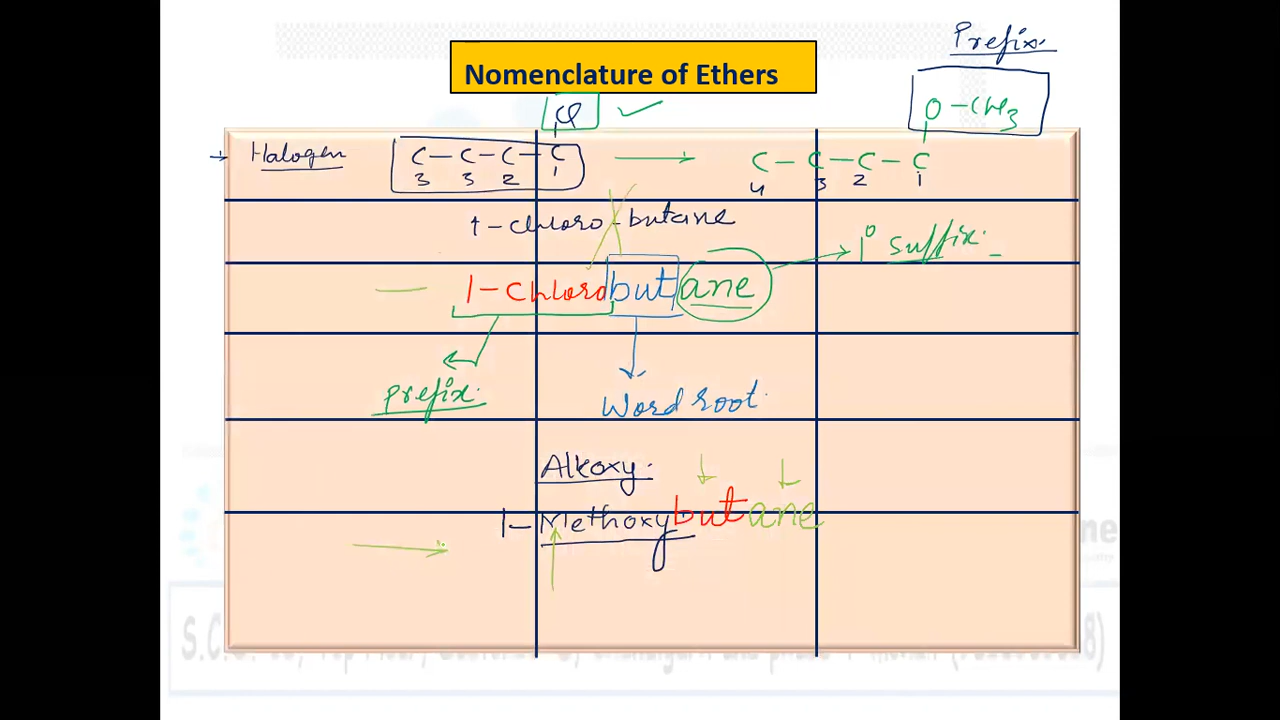 Prefix.
Nomenclature of Ethers
Cl
O-CH3
Halogen C-C-C-C C-C-C-C
3 3 2 1 4 3 2 1
1-chloro-butane
1° suffix.
1-chlorobutane
prefix.
Word root.
Alkoxy.
1-Methoxybutane